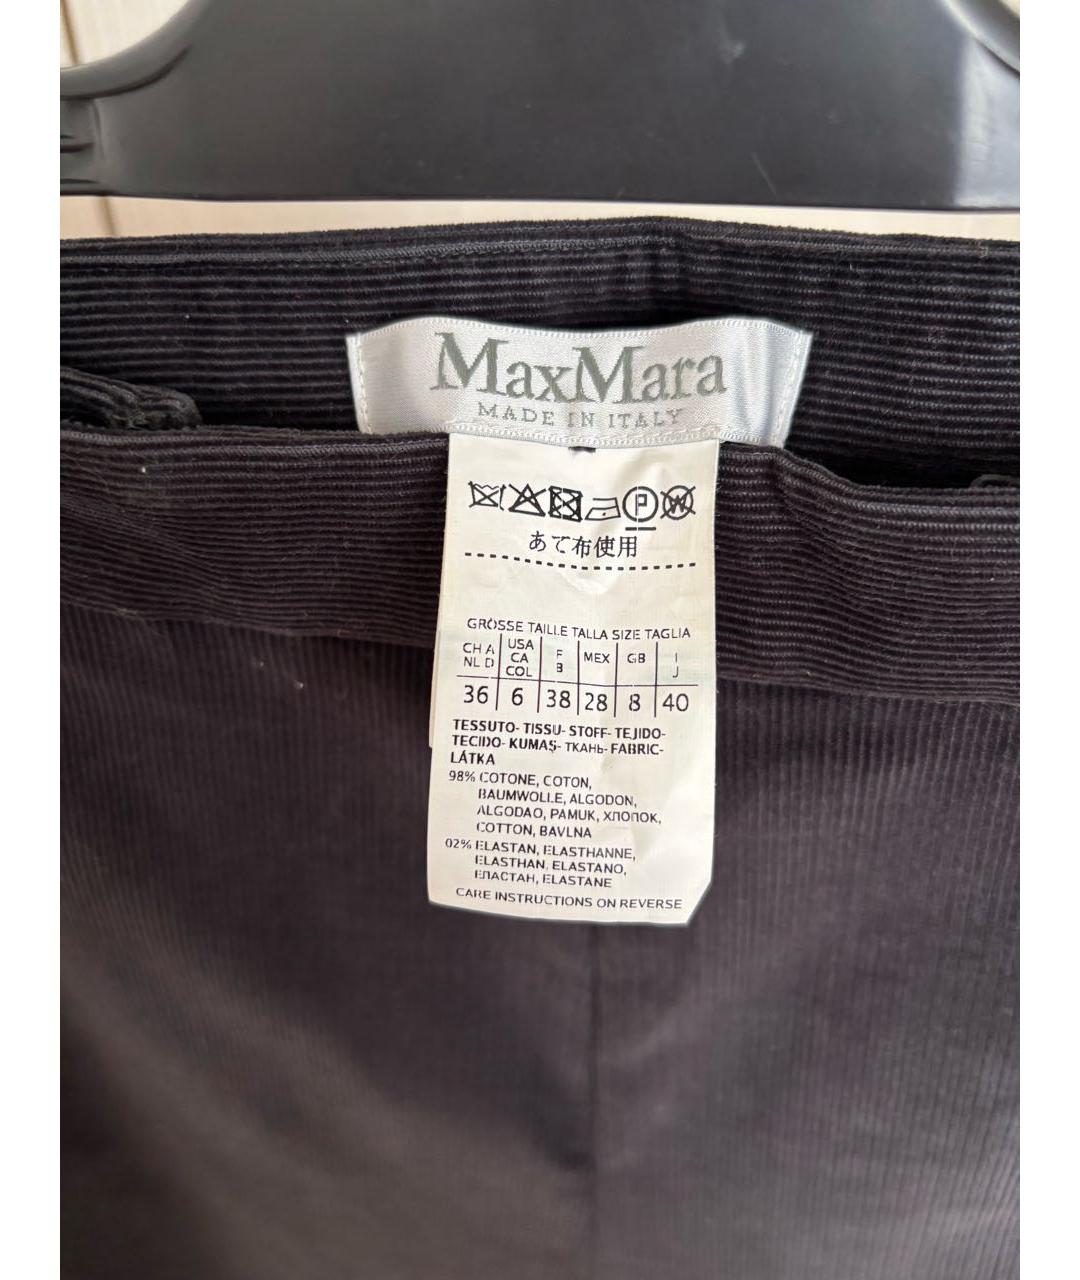 MaxMara
MADE IN ITALY
P W
あて布使用
GRÖSSE TAILLE TALLA SIZE TAGLIA
CH A NL D USA CA COL F B MEX GB I J
36 6 38 28 8 40
TESSUTO- TISSU- STOFF- TEJIDO-
TECIDO- KUMAŞ- ТКАНЬ- FABRIC-
LÁTKA
98% COTONE, COTON,
BAUMWOLLE, ALGODON,
ALGODAO, PAMUK, ХЛОПОК,
COTTON, BAVLNA
02% ELASTAN, ELASTHANNE,
ELASTHAN, ELASTANO,
ЕЛАСТАН, ELASTANE
CARE INSTRUCTIONS ON REVERSE